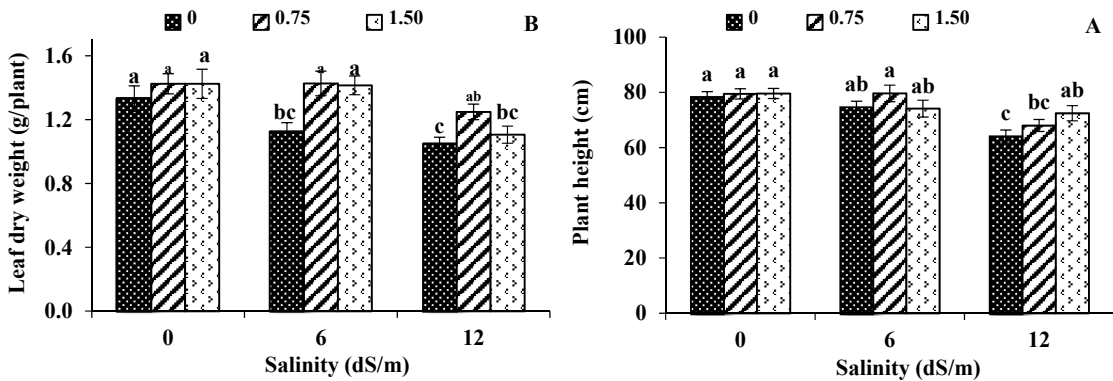 0 0.75 1.50 B
1.6
1.2
0.8
0.4
0.0
Leaf dry weight (g/plant)
a a a
bc a a
c ab bc
0 6 12
Salinity (dS/m)
0 0.75 1.50 A
100
80
60
40
20
0
Plant height (cm)
a a a
ab a ab
c bc ab
0 6 12
Salinity (dS/m)